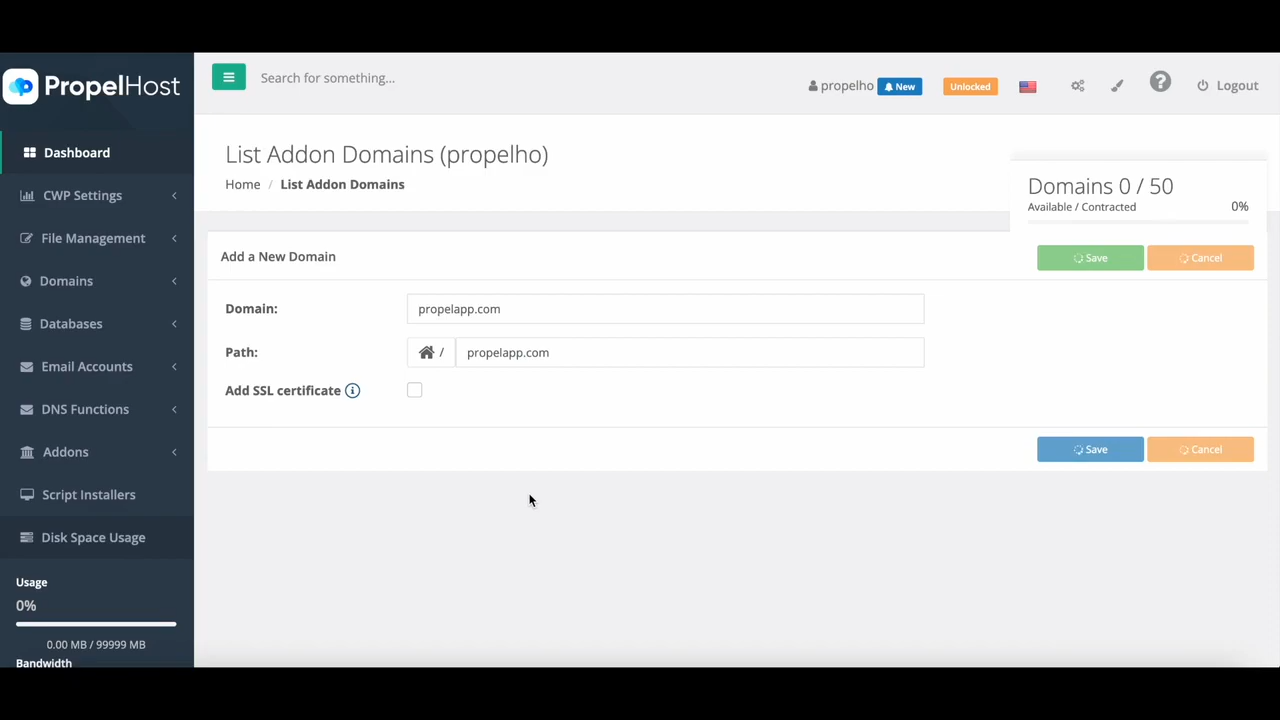 PropelHost
Search for something...
propelho New Unlocked ? Logout
Dashboard
CWP Settings
File Management
Domains
Databases
Email Accounts
DNS Functions
Addons
Script Installers
Disk Space Usage
Usage
0%
0.00 MB / 99999 MB
Bandwidth
List Addon Domains (propelho)
Home / List Addon Domains
Domains 0 / 50
Available / Contracted 0%
Add a New Domain
Save Cancel
Domain: propelapp.com
Path: / propelapp.com
Add SSL certificate i
Save Cancel